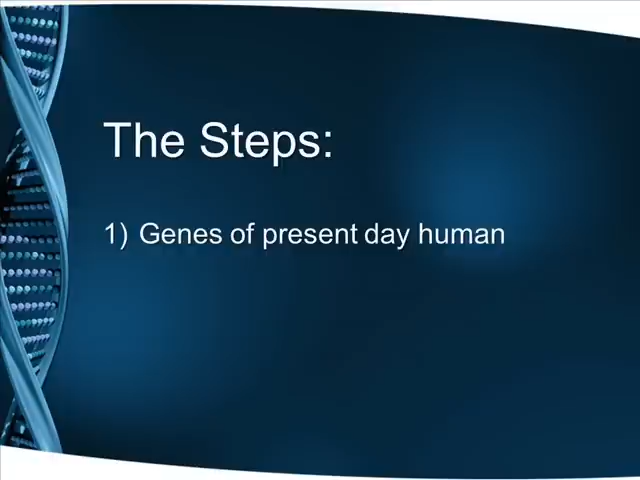 The Steps:
1) Genes of present day human